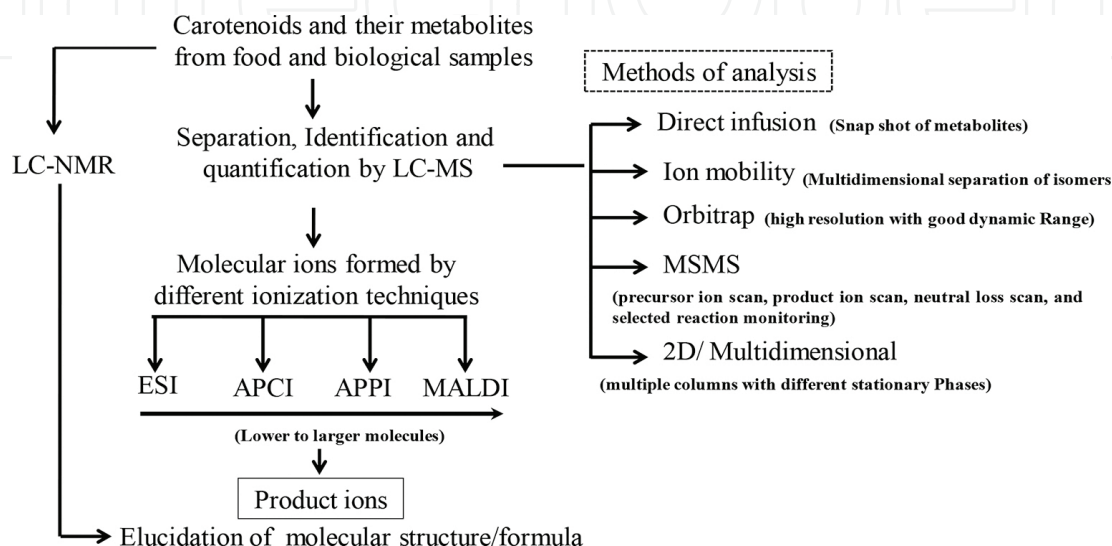 Carotenoids and their metabolites
from food and biological samples
Methods of analysis
Separation, Identification and
quantification by LC-MS
LC-NMR
Direct infusion (Snap shot of metabolites)
Ion mobility (Multidimensional separation of isomers
Orbitrap (high resolution with good dynamic Range)
MSMS
(precursor ion scan, product ion scan, neutral loss scan, and
selected reaction monitoring)
2D/ Multidimensional
(multiple columns with different stationary Phases)
Molecular ions formed by
different ionization techniques
ESI APCI APPI MALDI
(Lower to larger molecules)
Product ions
Elucidation of molecular structure/formula